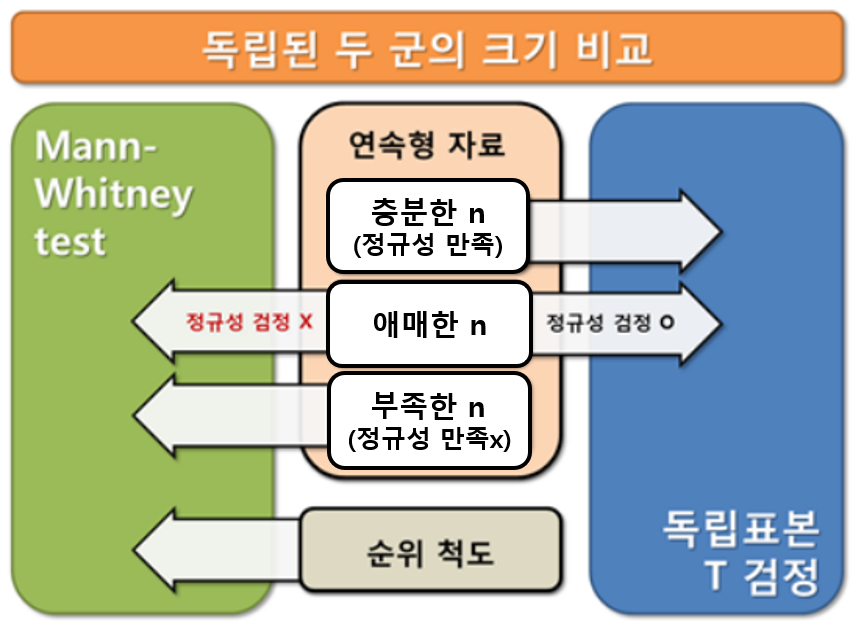 독립된 두 군의 크기 비교
Mann-
Whitney
test
연속형 자료
충분한 n
(정규성 만족)
정규성 검정 X
애매한 n
정규성 검정 O
부족한 n
(정규성 만족x)
순위 척도
독립표본
T 검정